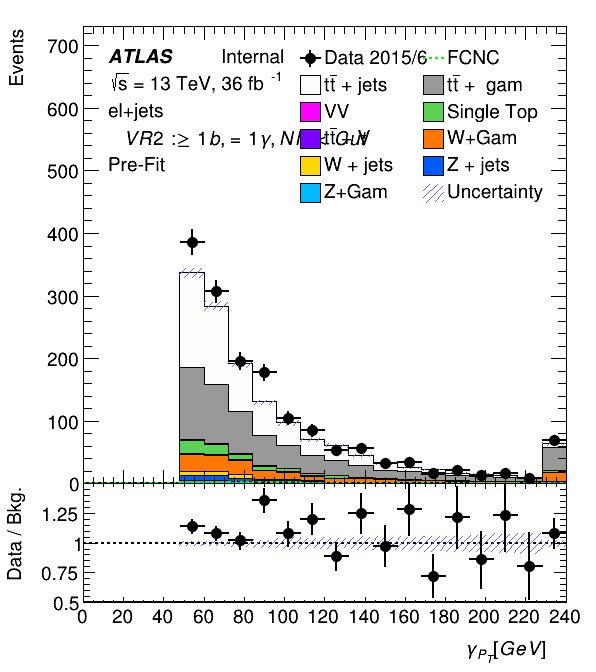 Events
700
600
500
400
300
200
100
0
ATLAS Internal
√s = 13 TeV, 36 fb⁻¹
el+jets
VR2 :≥ 1b, = 1γ,
Pre-Fit
Data 2015/6 FCNC
tt̄ + jets tt̄ + gam
VV Single Top
tt̄ + V W+Gam
W + jets Z + jets
Z+Gam Uncertainty
Data / Bkg.
1.25
1
0.75
0.5
0 20 40 60 80 100 120 140 160 180 200 220 240
γ_{P_T}[GeV]